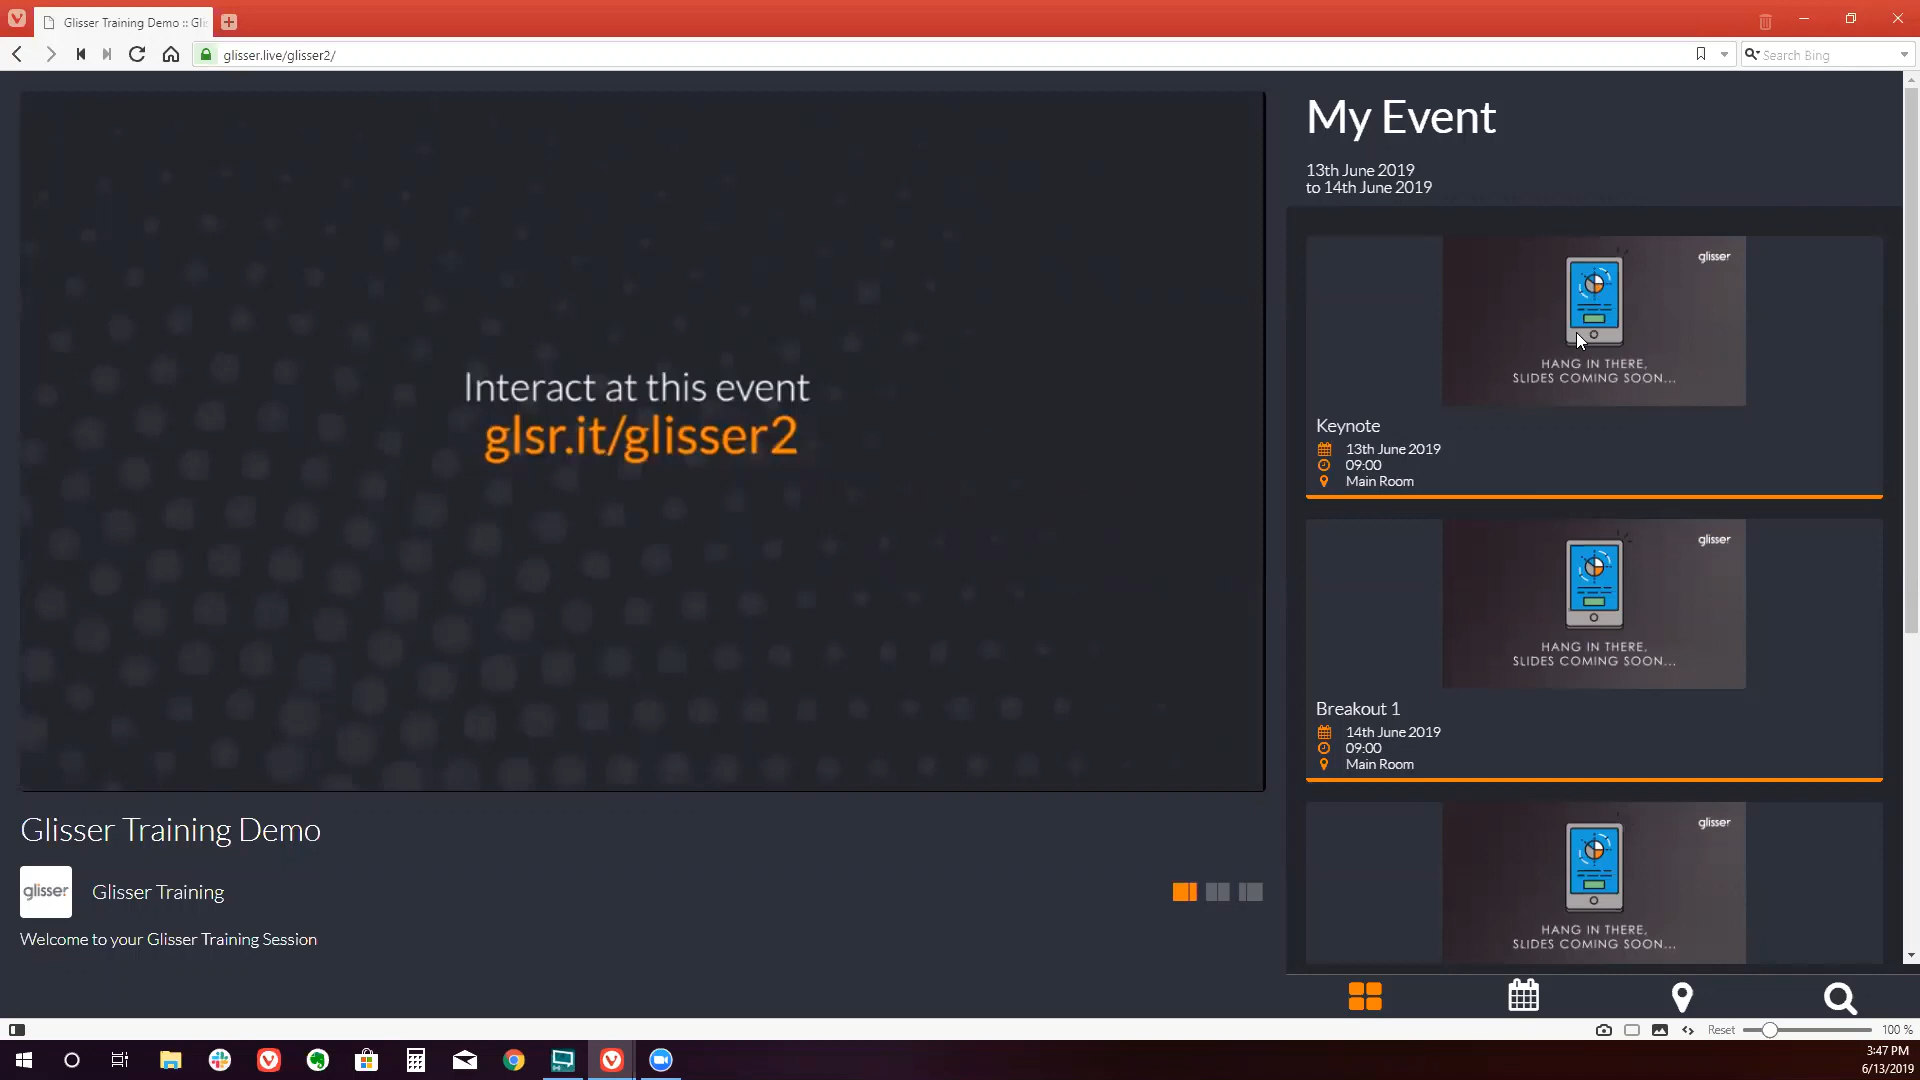 Glisser Training Demo :: Gli
glisser.live/glisser2/
Search Bing
Interact at this event
glsr.it/glisser2
Glisser Training Demo
glisser
Glisser Training
Welcome to your Glisser Training Session
My Event
13th June 2019
to 14th June 2019
glisser
HANG IN THERE,
SLIDES COMING SOON...
Keynote
13th June 2019
09:00
Main Room
glisser
HANG IN THERE,
SLIDES COMING SOON...
Breakout 1
14th June 2019
09:00
Main Room
glisser
HANG IN THERE,
SLIDES COMING SOON...
Reset
100 %
3:47 PM
6/13/2019